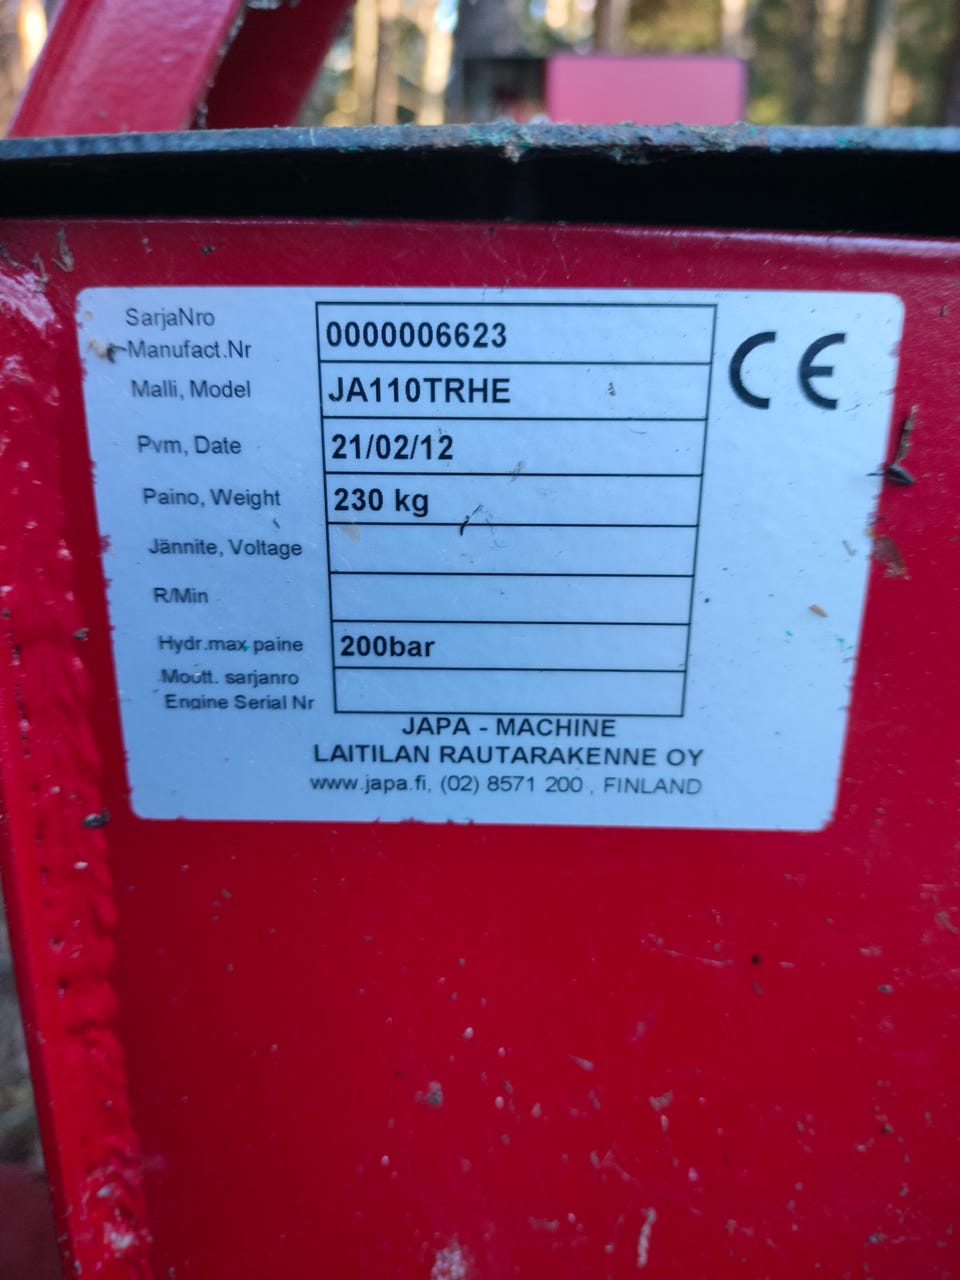 SarjaNro
Manufact.Nr 0000006623
Malli, Model JA110TRHE
Pvm, Date 21/02/12
Paino, Weight 230 kg
Jännite, Voltage
R/Min
Hydr.max paine 200bar
Moott. sarjanro
Engine Serial Nr
CE
JAPA - MACHINE
LAITILAN RAUTARAKENNE OY
www.japa.fi, (02) 8571 200 , FINLAND